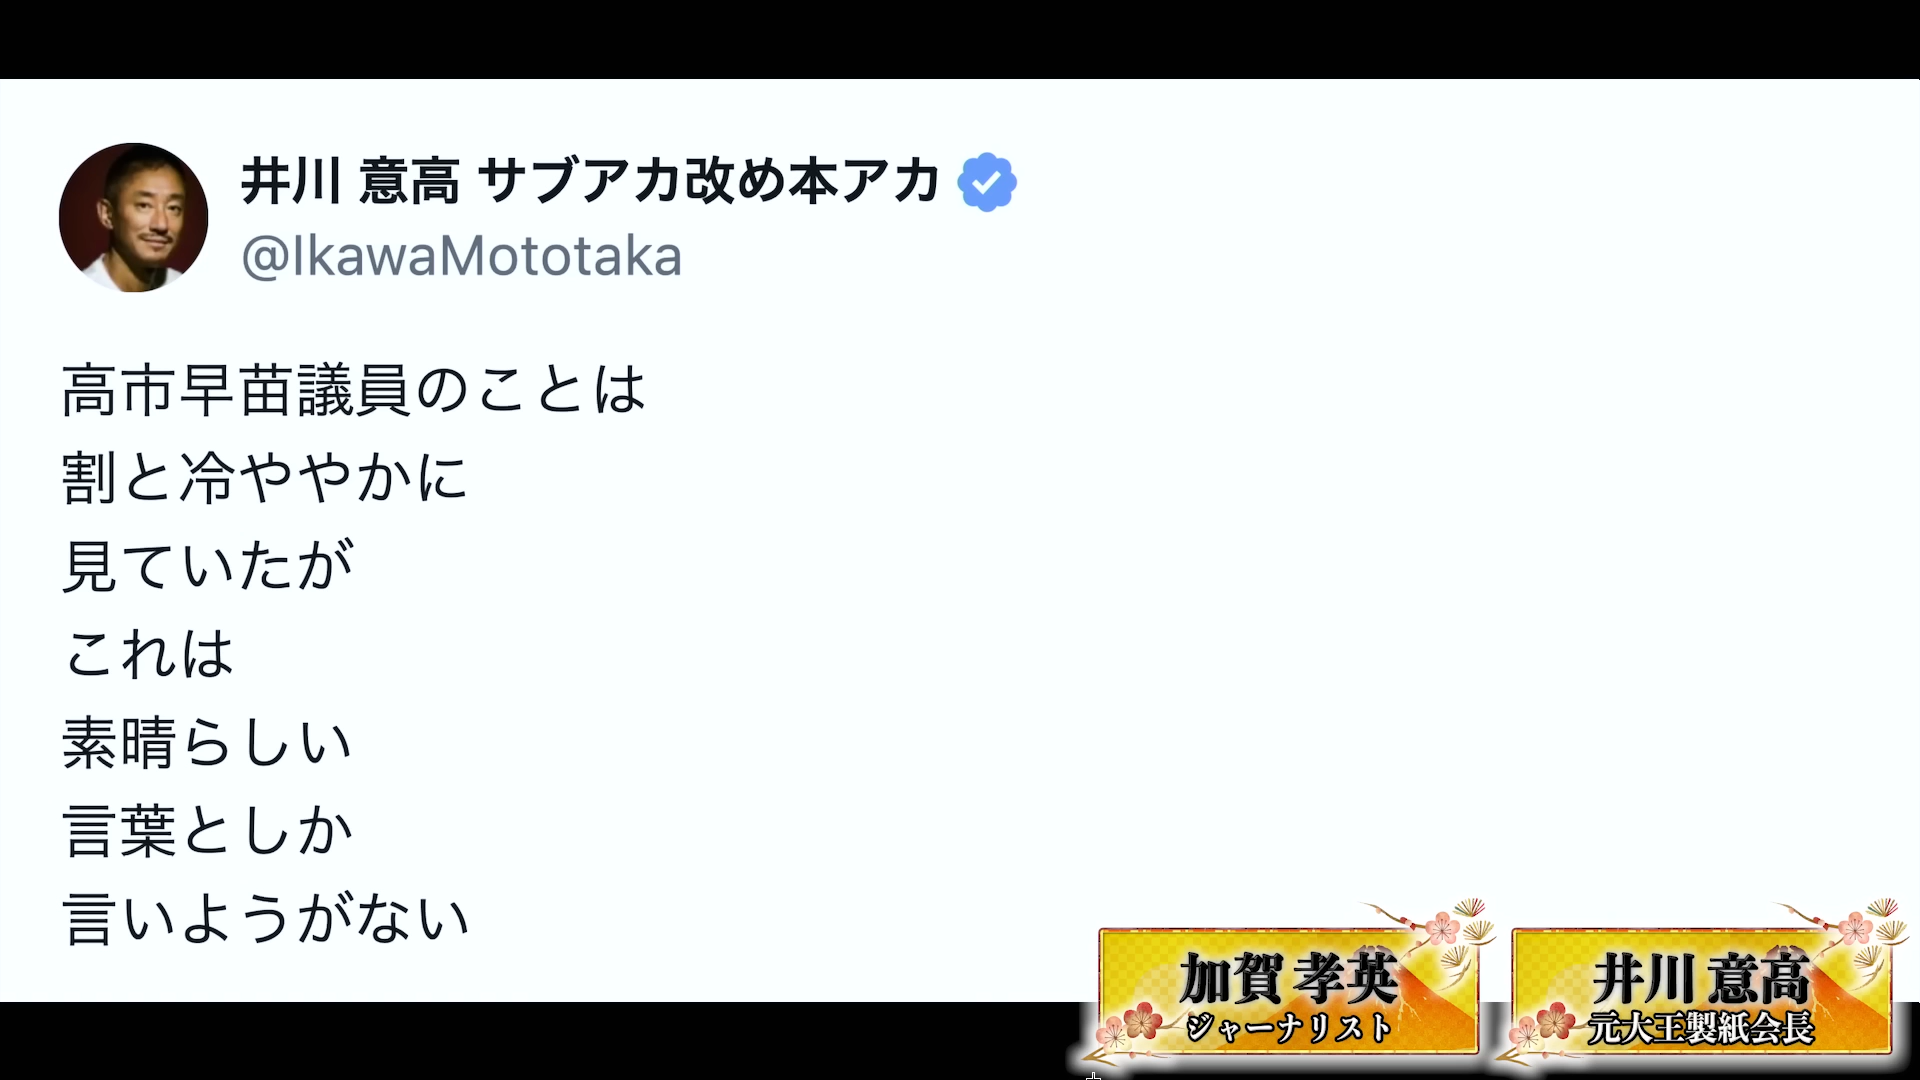 井川 意高 サブアカ改め本アカ
@IkawaMototaka
高市早苗議員のことは
割と冷ややかに
見ていたが
これは
素晴らしい
言葉としか
言いようがない
加賀 孝英
ジャーナリスト
井川 意高
元大王製紙会長